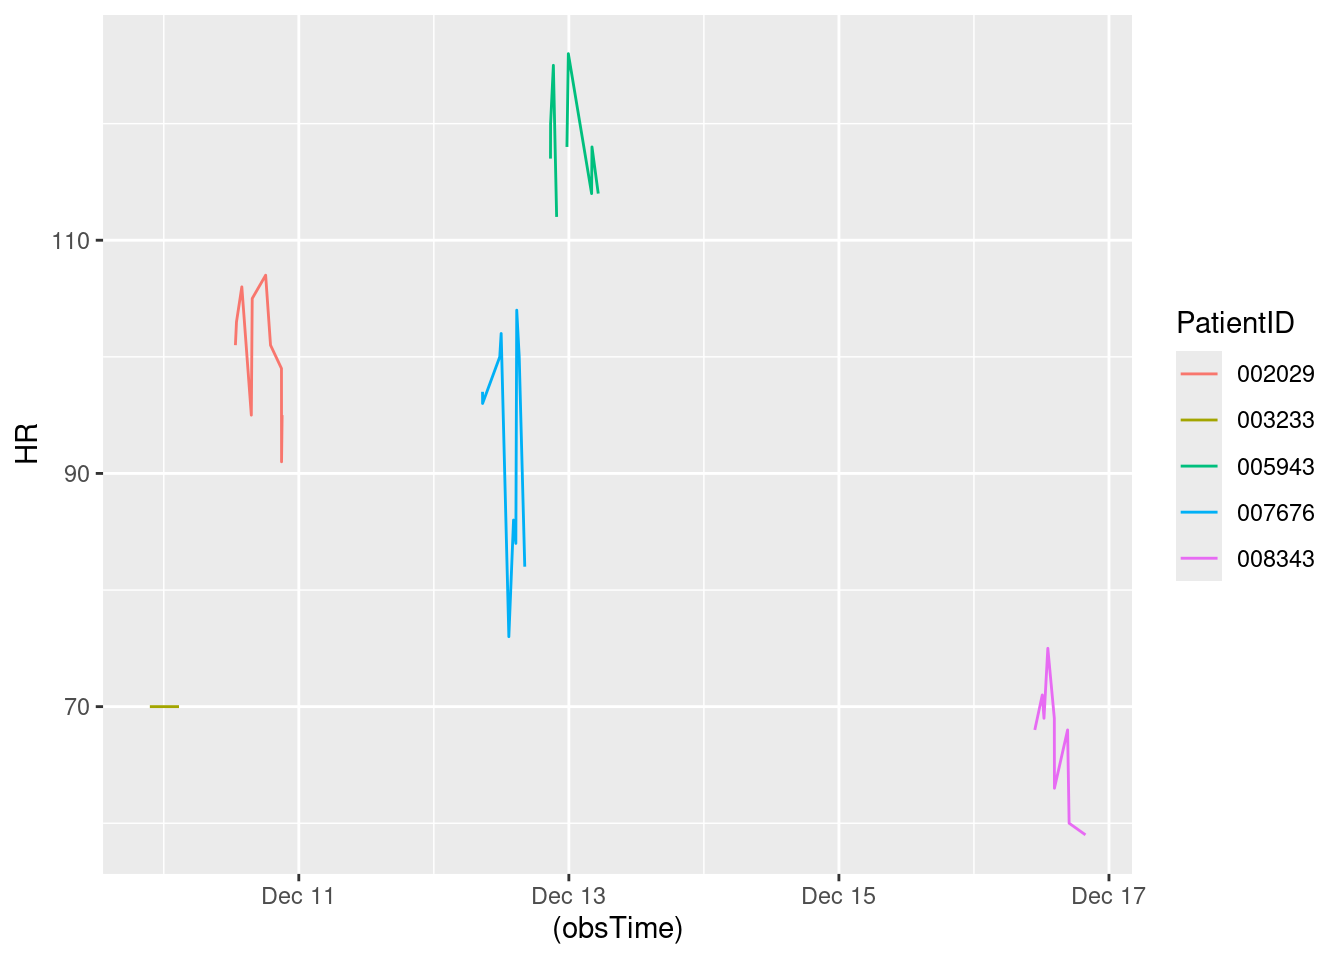 110
90
70
HR
Dec 11
Dec 13
Dec 15
Dec 17
(obsTime)
PatientID
002029
003233
005943
007676
008343